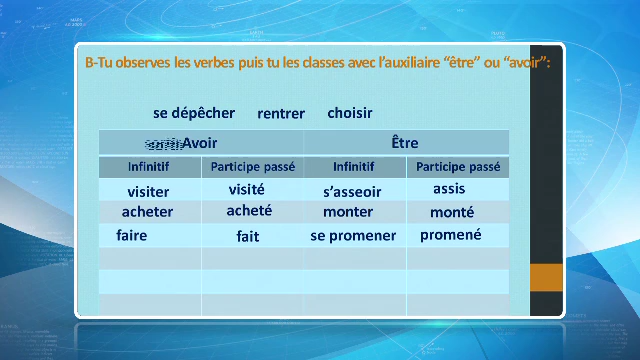 B-Tu observes les verbes puis tu les classes avec l'auxiliaire "être" ou "avoir":
se dépêcher rentrer choisir
Avoir Être
Infinitif Participe passé Infinitif Participe passé
visiter visité s'asseoir assis
acheter acheté monter monté
faire fait se promener promené